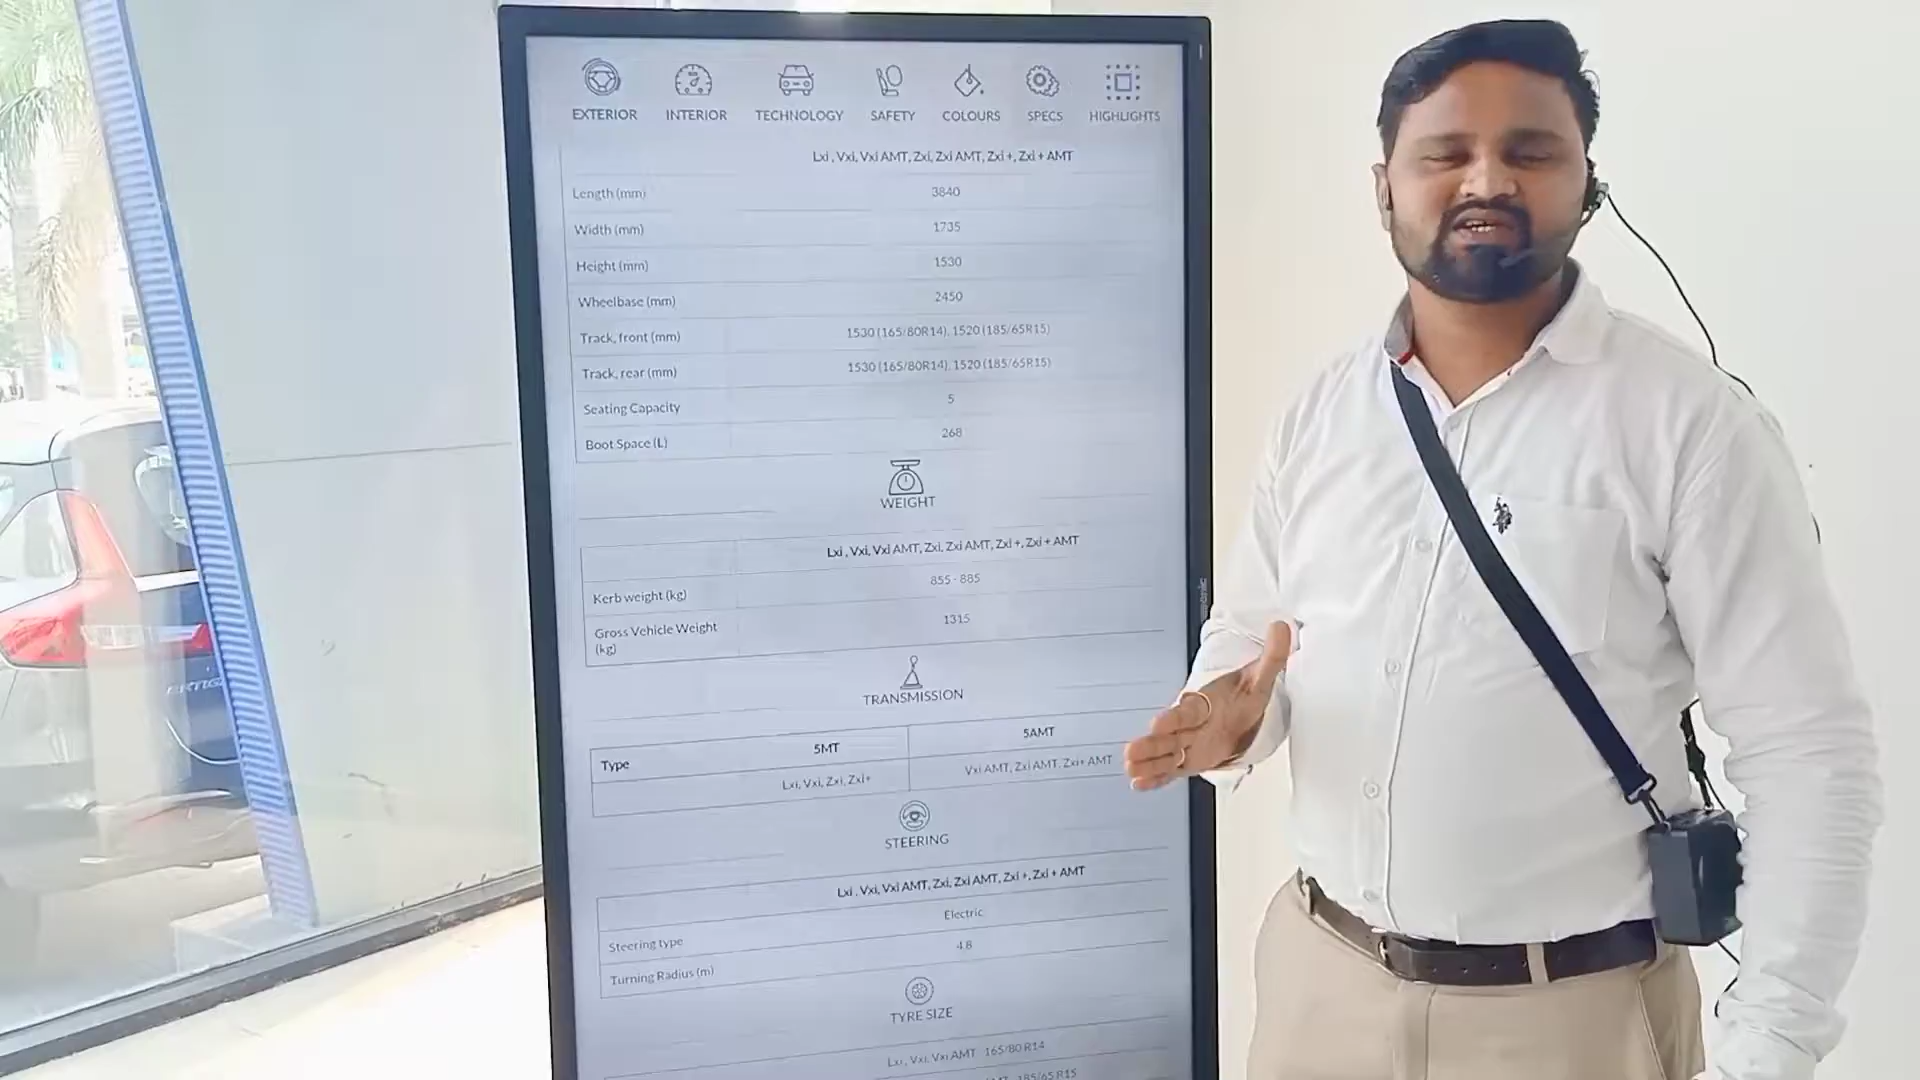 EXTERIOR INTERIOR TECHNOLOGY SAFETY COLOURS SPECS HIGHLIGHTS
Lxi , Vxi, Vxi AMT, Zxi, Zxi AMT, Zxi +, Zxi + AMT
Length (mm) 3840
Width (mm) 1735
Height (mm) 1530
Wheelbase (mm) 2450
Track, front (mm) 1530 (165/80R14), 1520 (185/65R15)
Track, rear (mm) 1530 (165/80R14), 1520 (185/65R15)
Seating Capacity 5
Boot Space (L) 268
WEIGHT
Lxi , Vxi, Vxi AMT, Zxi, Zxi AMT, Zxi +, Zxi + AMT
Kerb weight (kg) 855 - 885
Gross Vehicle Weight (kg) 1315
TRANSMISSION
Type 5MT 5AMT
Lxi, Vxi, Zxi, Zxi+ Vxi AMT, Zxi AMT, Zxi+ AMT
STEERING
Lxi , Vxi, Vxi AMT, Zxi, Zxi AMT, Zxi +, Zxi + AMT
Steering type Electric
Turning Radius (m) 4.8
TYRE SIZE
Lxi, Vxi, Vxi AMT 165/80 R14
185/65 R15